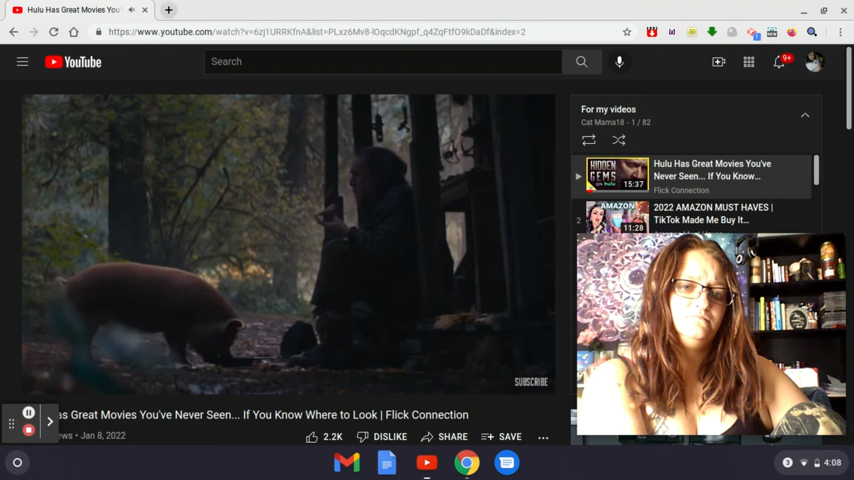 Hulu Has Great Movies You'
https://www.youtube.com/watch?v=6zj1URRKfnA&list=PLxz6Mv8-lOqcdKNgpf_q4ZqFtfO9kDaDf&index=2
YouTube
Search
9+
For my videos
Cat Mama18 - 1 / 82
HIDDEN
GEMS
ON hulu
15:37
Hulu Has Great Movies You've
Never Seen... If You Know...
Flick Connection
2
AMAZON
11:28
2022 AMAZON MUST HAVES |
TikTok Made Me Buy It...
SUBSCRIBE
as Great Movies You've Never Seen... If You Know Where to Look | Flick Connection
ews • Jan 8, 2022
2.2K
DISLIKE
SHARE
SAVE
3
4:08